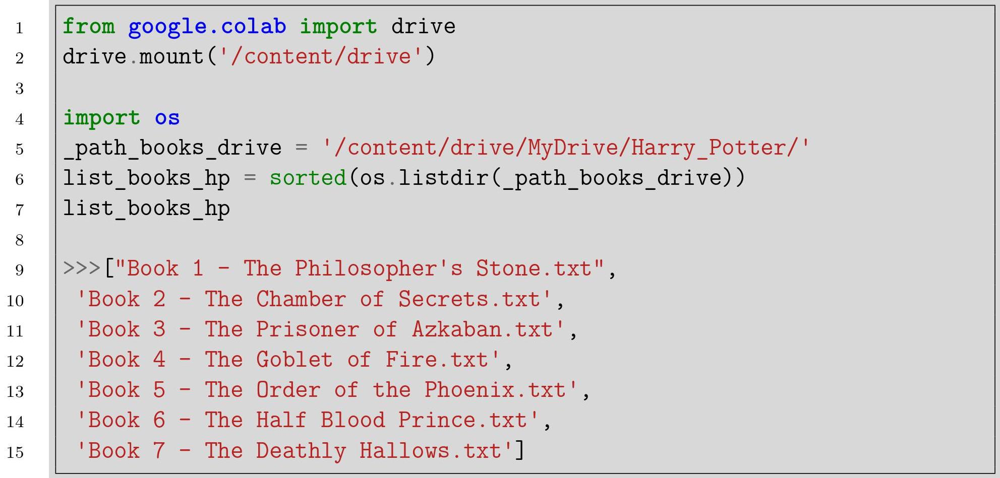 1 from google.colab import drive
2 drive.mount('/content/drive')
3
4 import os
5 _path_books_drive = '/content/drive/MyDrive/Harry_Potter/'
6 list_books_hp = sorted(os.listdir(_path_books_drive))
7 list_books_hp
8
9 >>>["Book 1 - The Philosopher's Stone.txt",
10 'Book 2 - The Chamber of Secrets.txt',
11 'Book 3 - The Prisoner of Azkaban.txt',
12 'Book 4 - The Goblet of Fire.txt',
13 'Book 5 - The Order of the Phoenix.txt',
14 'Book 6 - The Half Blood Prince.txt',
15 'Book 7 - The Deathly Hallows.txt']